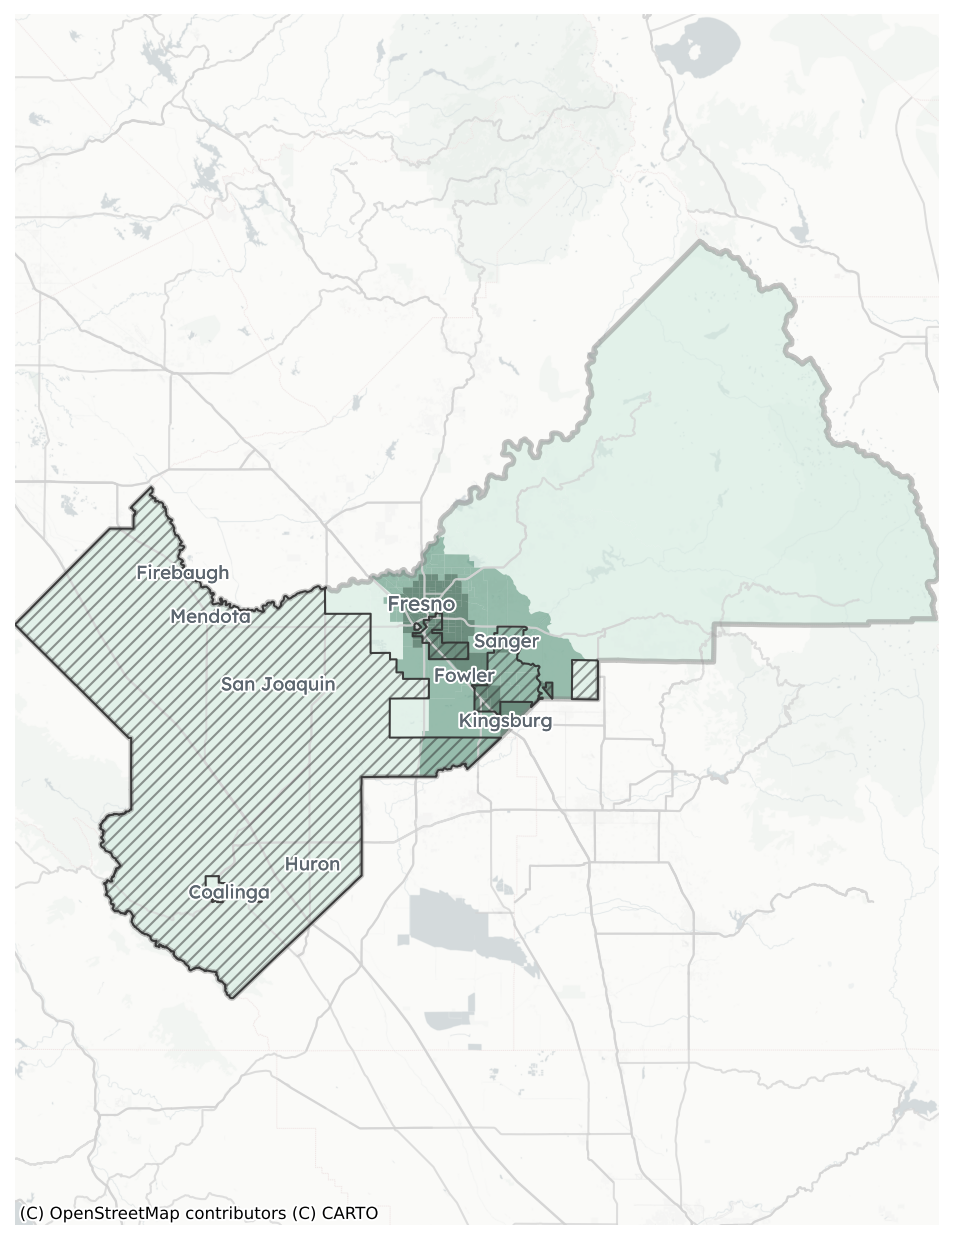 Firebaugh
Fresno
Mendota
Sanger
Fowler
San Joaquin
Kingsburg
Huron
Coalinga
(C) OpenStreetMap contributors (C) CARTO